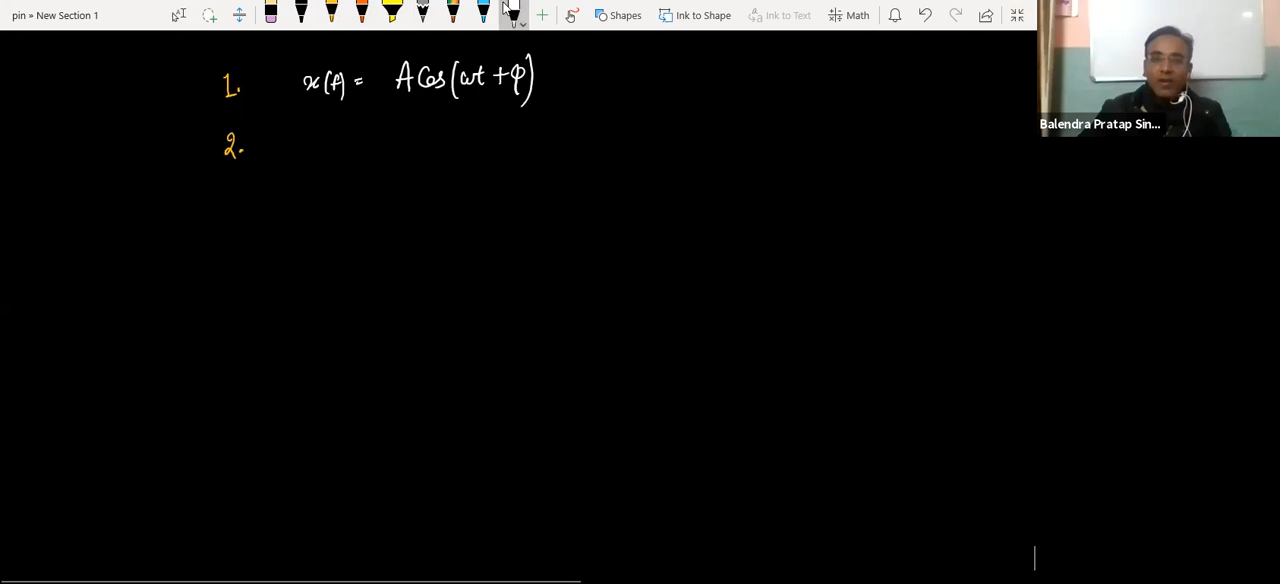 pin » New Section 1
Shapes
Ink to Shape
Ink to Text
Math
1. x(t) = A Cos(ωt + φ)
2.
Balendra Pratap Sin...